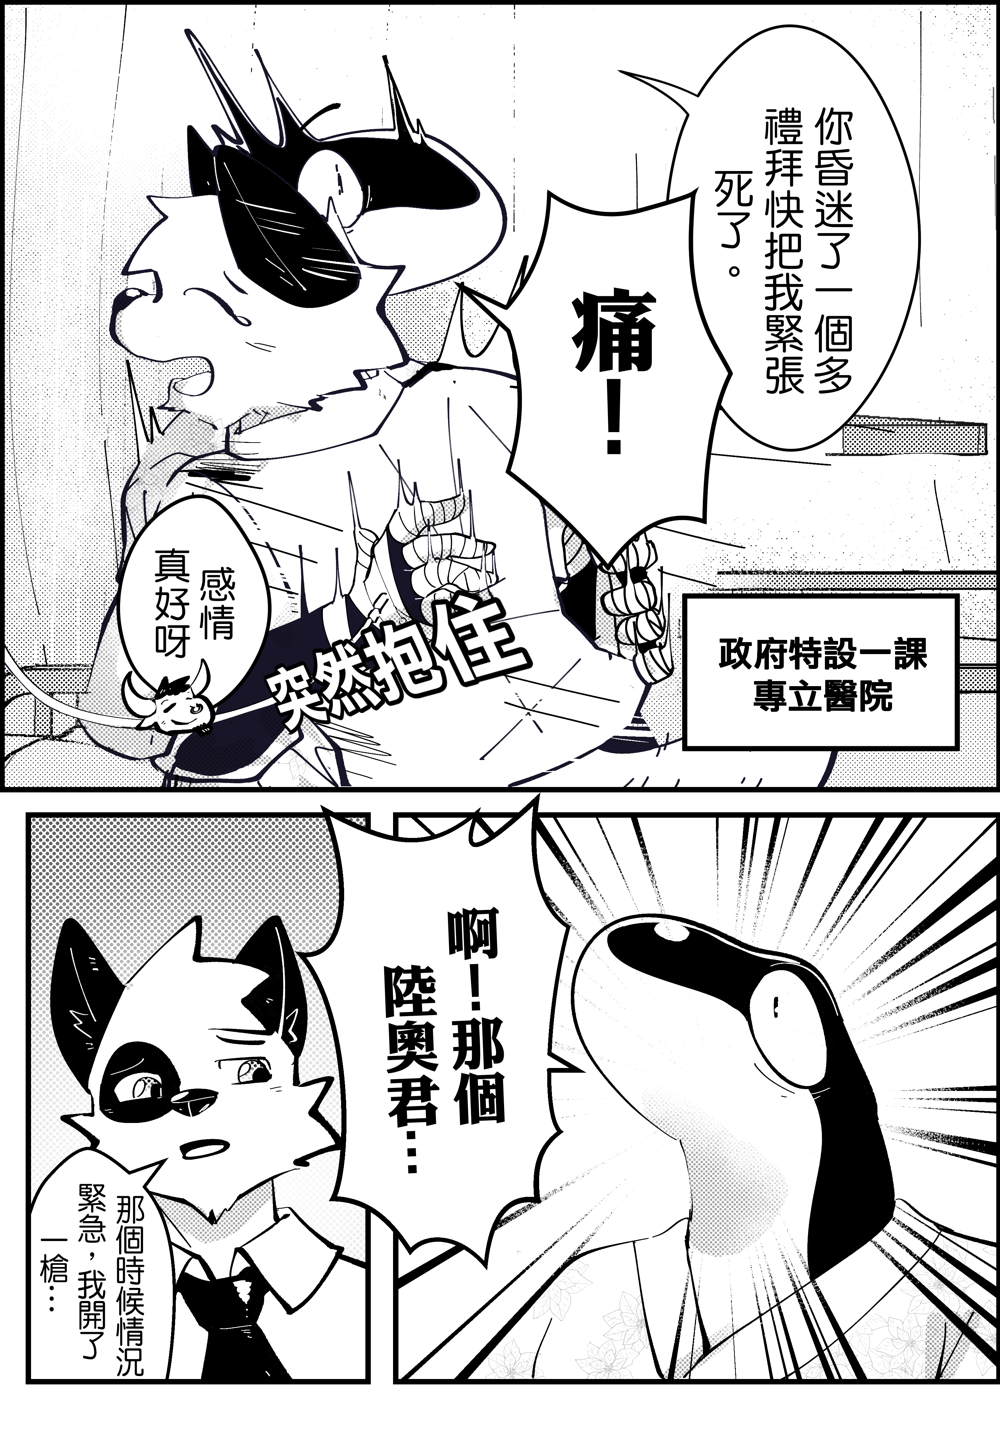 你昏迷了一個多
禮拜快把我緊張
死了。
痛！
政府特設一課
專立醫院
感情
真好呀
突然抱住
啊！那個
陸奧君⋯
那個時候情況
緊急，我開了
一槍⋯